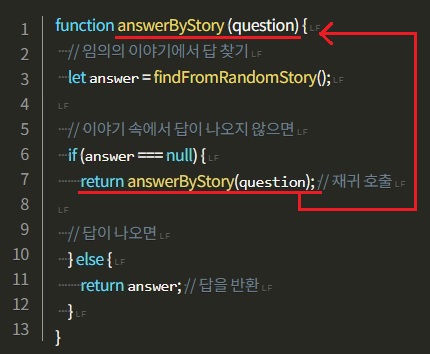 1 function answerByStory (question) { LF
2 // 임의의 이야기에서 답 찾기 LF
3 let answer = findFromRandomStory(); LF
4 LF
5 // 이야기 속에서 답이 나오지 않으면 LF
6 if (answer === null) { LF
7 return answerByStory(question); // 재귀 호출 LF
8 LF
9 // 답이 나오면 LF
10 } else { LF
11 return answer; // 답을 반환 LF
12 } LF
13 }